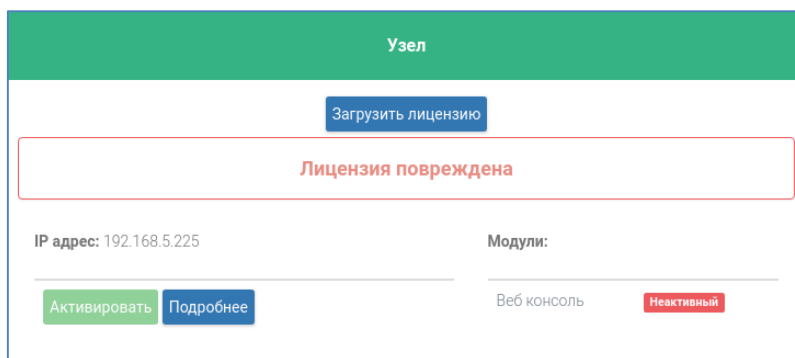 Узел
Загрузить лицензию
Лицензия повреждена
IP адрес: 192.168.5.225
Модули:
Активировать Подробнее
Веб консоль Неактивный